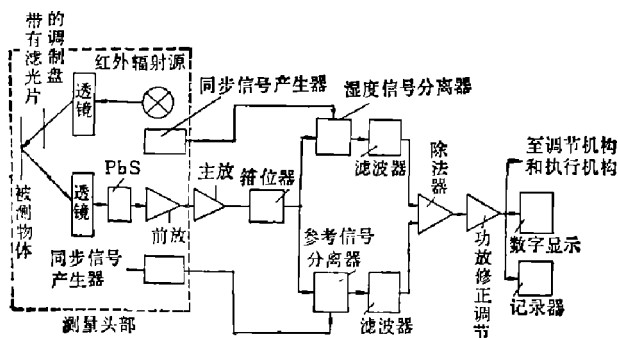 带有滤光片
的调制盘
透镜
红外辐射源
同步信号产生器
湿度信号分离器
滤波器
PbS
主放
箝位器
除法器
至调节机构
和执行机构
被侧物体
透镜
前放
参考信号
分离器
功放修正调节
数字显示
同步信号
产生器
滤波器
记录器
测量头部